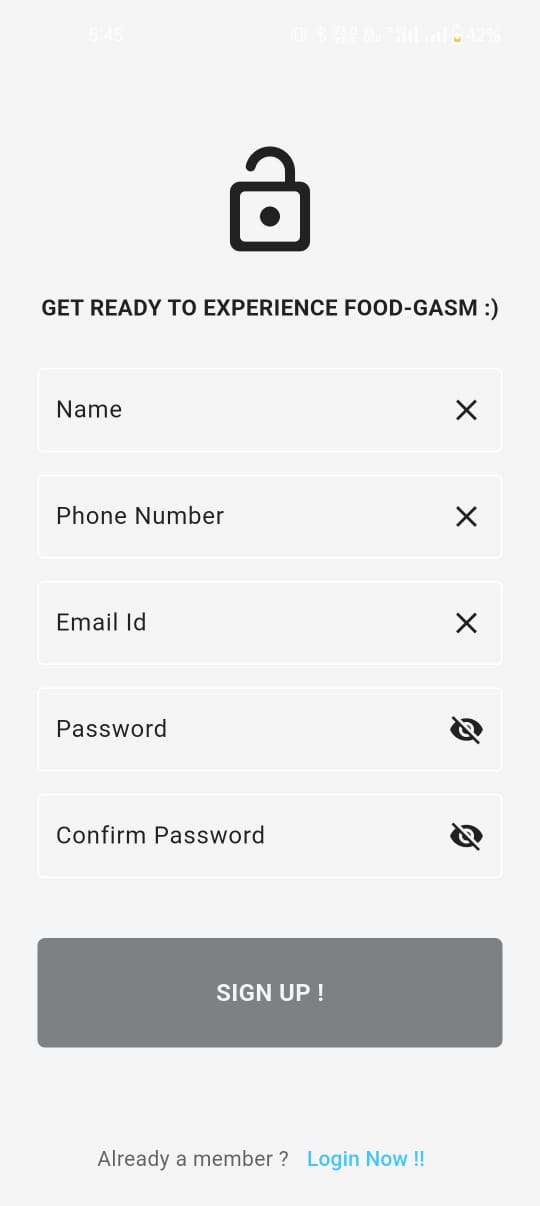 5:45
42%
GET READY TO EXPERIENCE FOOD-GASM :)
Name
Phone Number
Email Id
Password
Confirm Password
SIGN UP !
Already a member ? Login Now !!